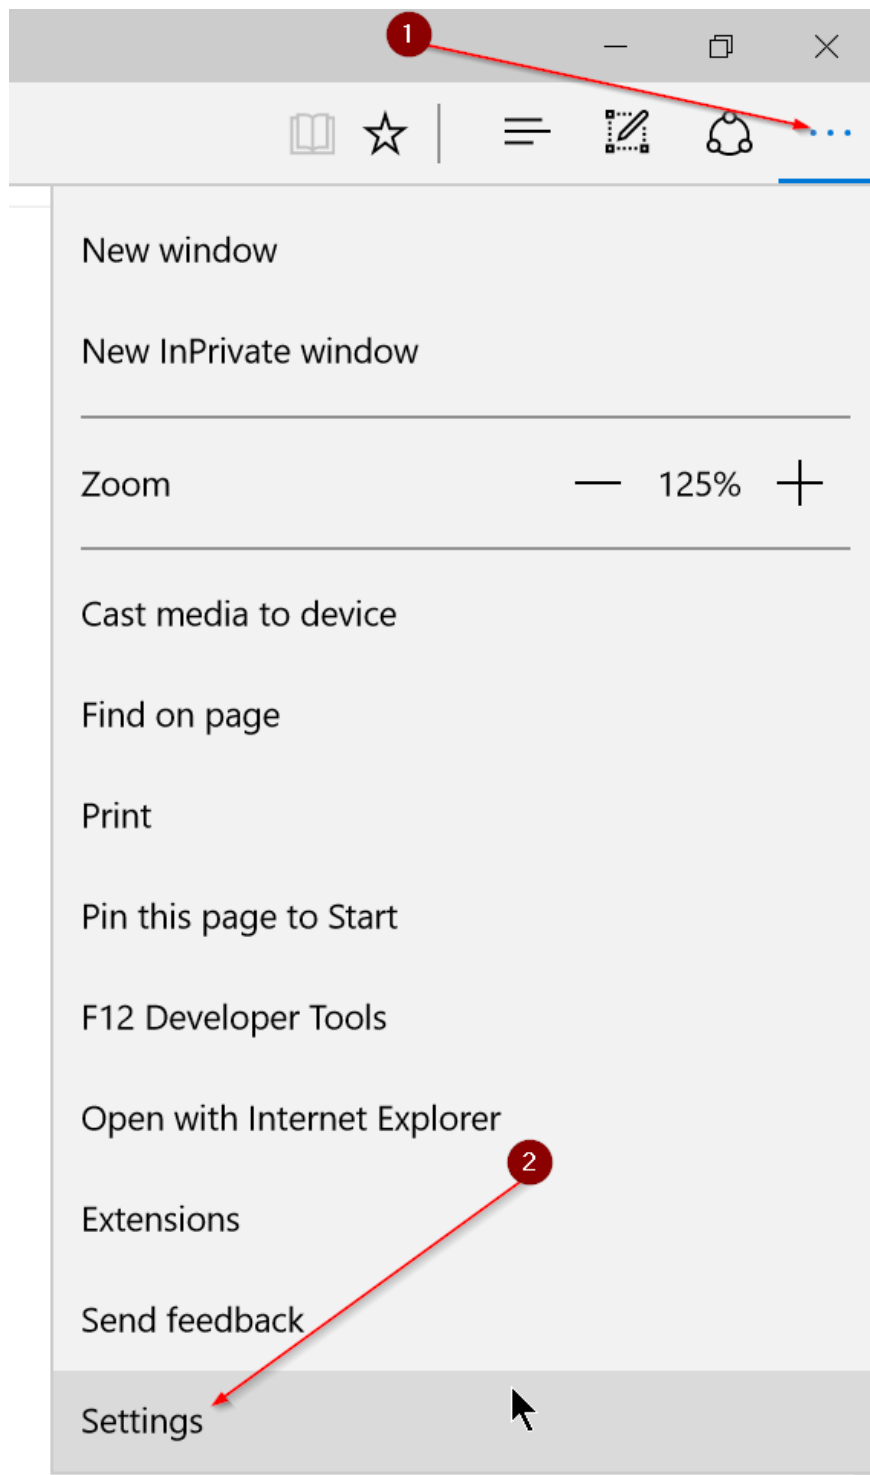 1
New window
New InPrivate window
Zoom 125%
Cast media to device
Find on page
Print
Pin this page to Start
F12 Developer Tools
Open with Internet Explorer
2
Extensions
Send feedback
Settings